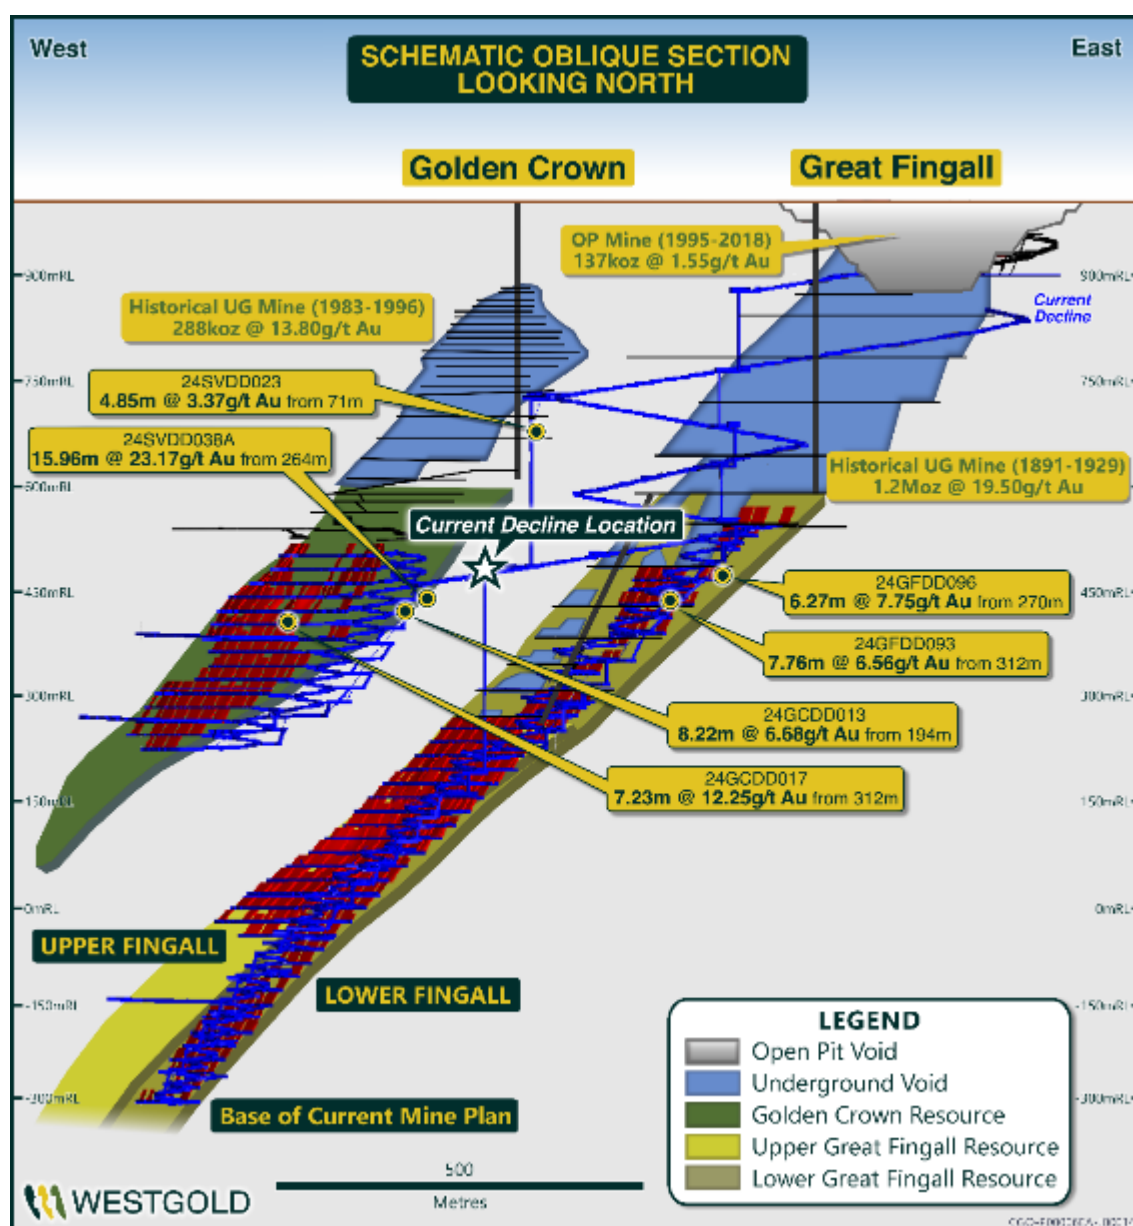 West
East
SCHEMATIC OBLIQUE SECTION
LOOKING NORTH
Golden Crown
Great Fingall
OP Mine (1995-2018)
137koz @ 1.55g/t Au
900mRL
900mRL
Current
Decline
Historical UG Mine (1983-1996)
288koz @ 13.80g/t Au
750mRL
750mRL
24SVDD023
4.85m @ 3.37g/t Au from 71m
24SVDD038A
15.96m @ 23.17g/t Au from 264m
Historical UG Mine (1891-1929)
1.2Moz @ 19.50g/t Au
600mRL
Current Decline Location
450mRL
450mRL
24GFDD096
6.27m @ 7.75g/t Au from 270m
24GFDD093
7.76m @ 6.56g/t Au from 312m
300mRL
300mRL
24GCDD013
8.22m @ 6.68g/t Au from 194m
24GCDD017
7.23m @ 12.25g/t Au from 312m
150mRL
150mRL
0mRL
0mRL
UPPER FINGALL
LOWER FINGALL
-150mRL
-150mRL
LEGEND
Open Pit Void
Underground Void
Golden Crown Resource
Upper Great Fingall Resource
Lower Great Fingall Resource
-300mRL
-300mRL
Base of Current Mine Plan
500
Metres
WESTGOLD